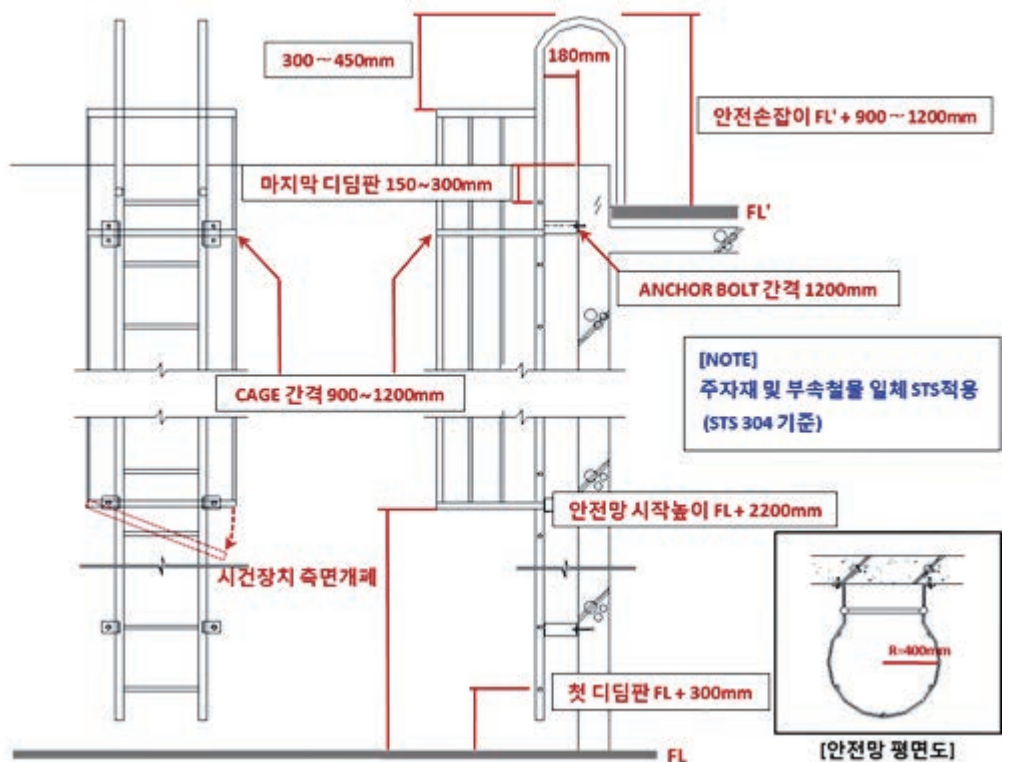 300～450mm
180mm
안전손잡이 FL' + 900～1200mm
마지막 디딤판 150~300mm
FL'
ANCHOR BOLT 간격 1200mm
[NOTE]
주자재 및 부속철물 일체 STS적용
(STS 304 기준)
CAGE 간격 900~1200mm
안전망 시작높이 FL + 2200mm
시건장치 측면개폐
R=400mm
첫 디딤판 FL + 300mm
FL
[안전망 평면도]